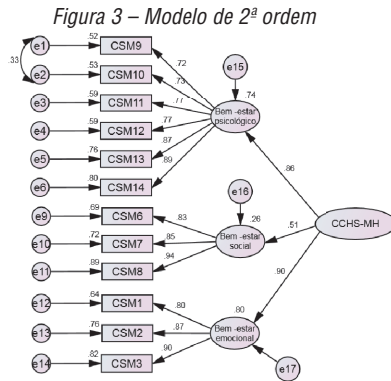 Figura 3 – Modelo de 2ª ordem
e1 .52 CSM9
.33
e2 .53 CSM10
e3 .59 CSM11
e4 .59 CSM12
e5 .76 CSM13
e6 .80 CSM14
.72
.73
.77
.77
.87
.89
e15
.74
Bem -estar
psicológico
.86
e9 .69 CSM6
e10 .72 CSM7
e11 .89 CSM8
.83
.85
.94
e16
.26
Bem -estar
social
.51
CCHS-MH
.90
e12 .64 CSM1
e13 .76 CSM2
e14 .82 CSM3
.80
.87
.90
.80
Bem -estar
emocional
e17